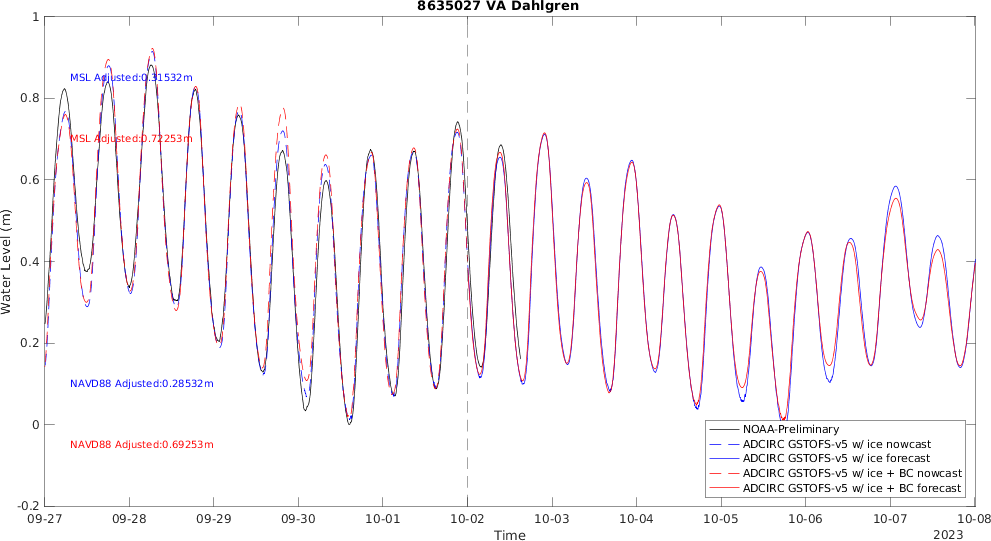 8635027 VA Dahlgren
1
0.8
0.6
0.4
0.2
0
-0.2
Water Level (m)
MSL Adjusted:0.31532m
MSL Adjusted:0.72253m
NAVD88 Adjusted:0.28532m
NAVD88 Adjusted:0.69253m
NOAA-Preliminary
ADCIRC GSTOFS-v5 w/ ice nowcast
ADCIRC GSTOFS-v5 w/ ice forecast
ADCIRC GSTOFS-v5 w/ ice + BC nowcast
ADCIRC GSTOFS-v5 w/ ice + BC forecast
09-27 09-28 09-29 09-30 10-01 10-02 10-03 10-04 10-05 10-06 10-07 10-08
Time
2023